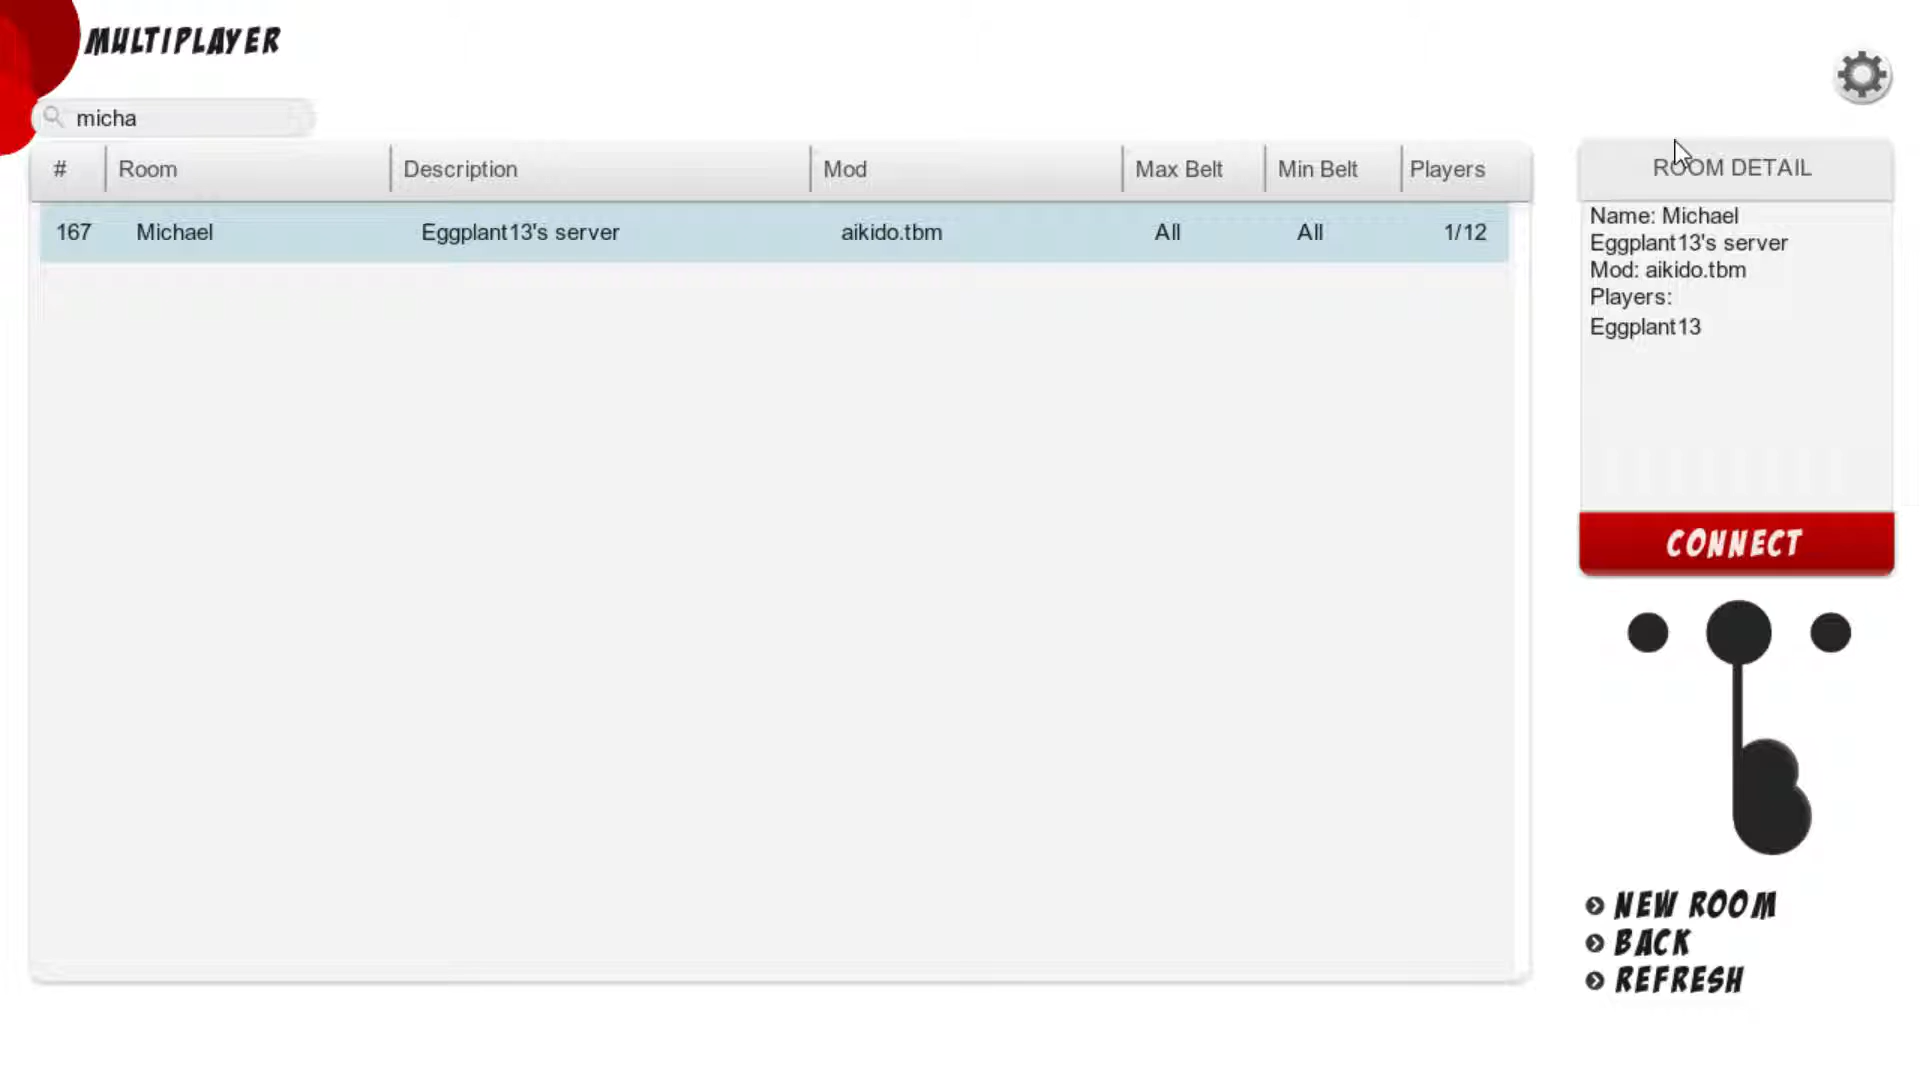 MULTIPLAYER
micha
# Room Description Mod Max Belt Min Belt Players
167 Michael Eggplant13's server aikido.tbm All All 1/12
ROOM DETAIL
Name: Michael
Eggplant13's server
Mod: aikido.tbm
Players:
Eggplant13
CONNECT
NEW ROOM
BACK
REFRESH